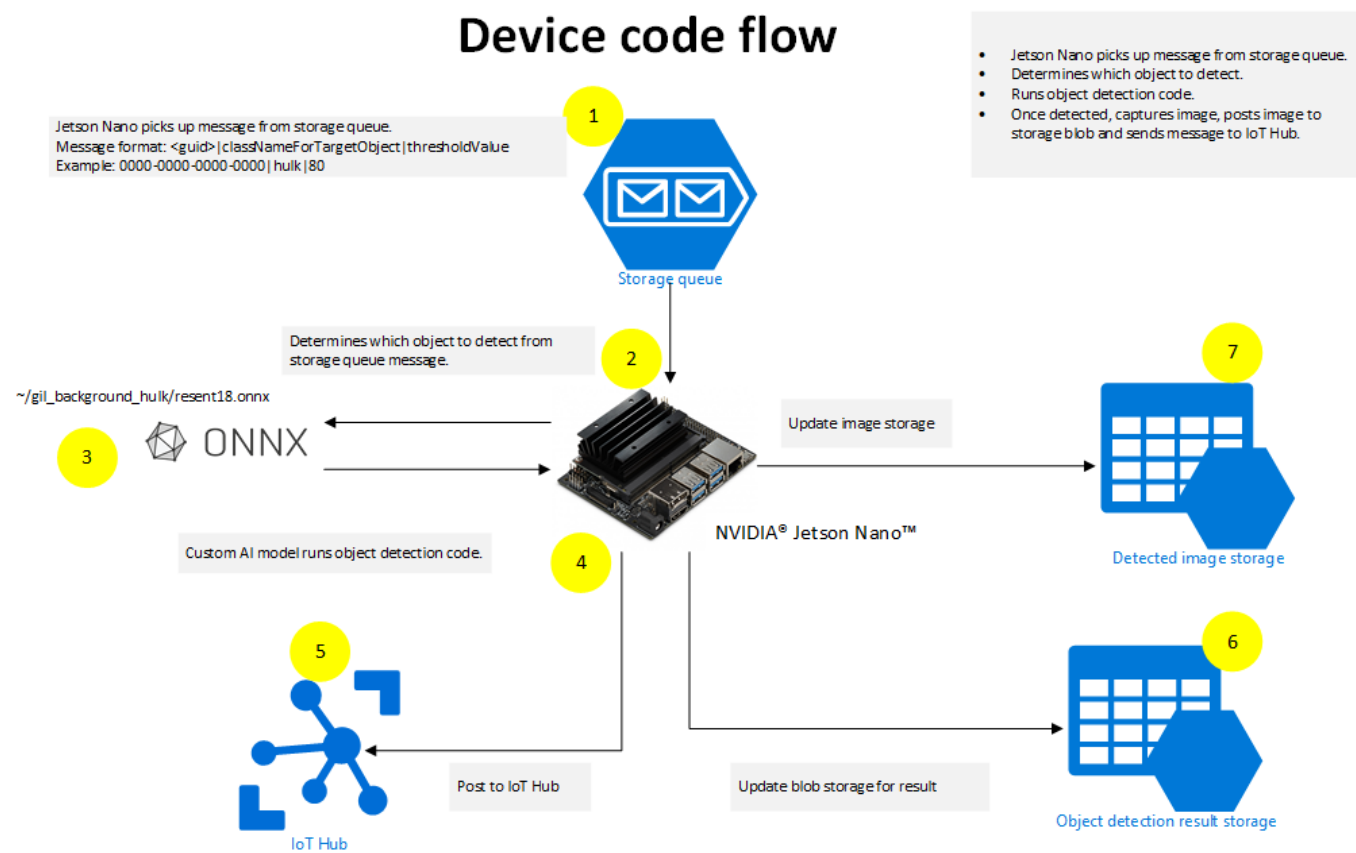 Device code flow
• Jetson Nano picks up message from storage queue.
• Determines which object to detect.
• Runs object detection code.
• Once detected, captures image, posts image to
storage blob and sends message to IoT Hub.
1
Jetson Nano picks up message from storage queue.
Message format: <guid>|classNameForTargetObject|thresholdValue
Example: 0000-0000-0000-0000|hulk|80
Storage queue
Determines which object to detect from
storage queue message.
2
7
~/gil_background_hulk/resent18.onnx
ONNX
3
Update image storage
NVIDIA® Jetson Nano™
Detected image storage
Custom AI model runs object detection code.
4
5
6
Post to IoT Hub
Update blob storage for result
Object detection result storage
IoT Hub